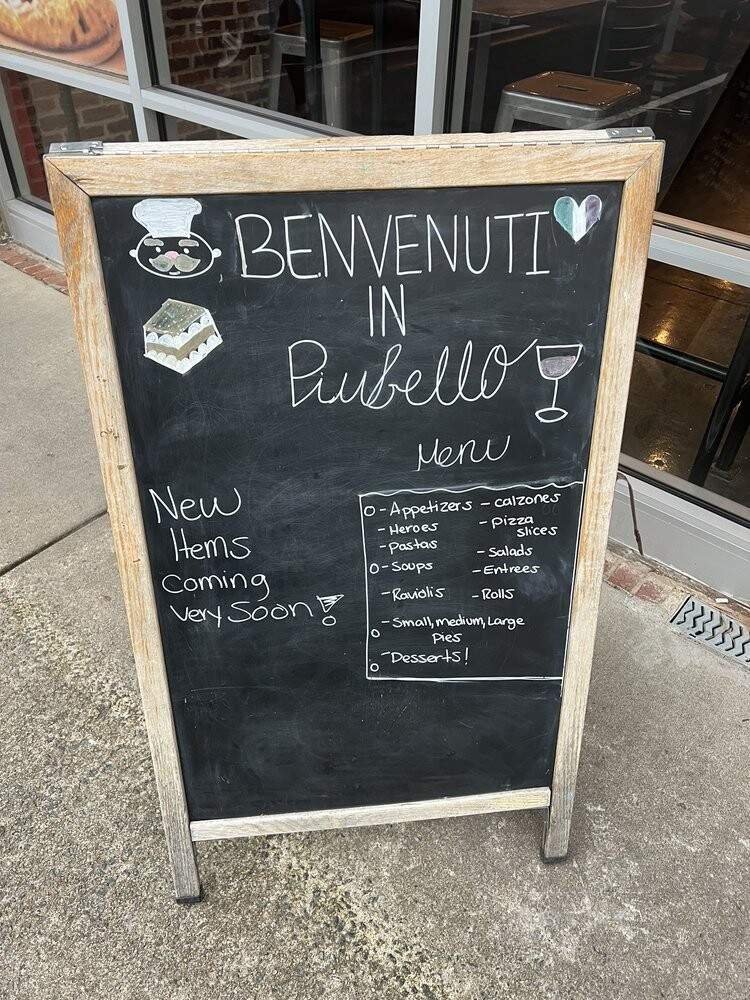 BENVENUTI
IN
Piubello
Menu
New
Items
coming
very soon!
- Appetizers
- Heroes
- Pastas
- Soups
- Raviolis
- calzones
- Pizza
slices
- Salads
- Entrees
- Rolls
- Small, medium, Large
Pies
- Desserts!